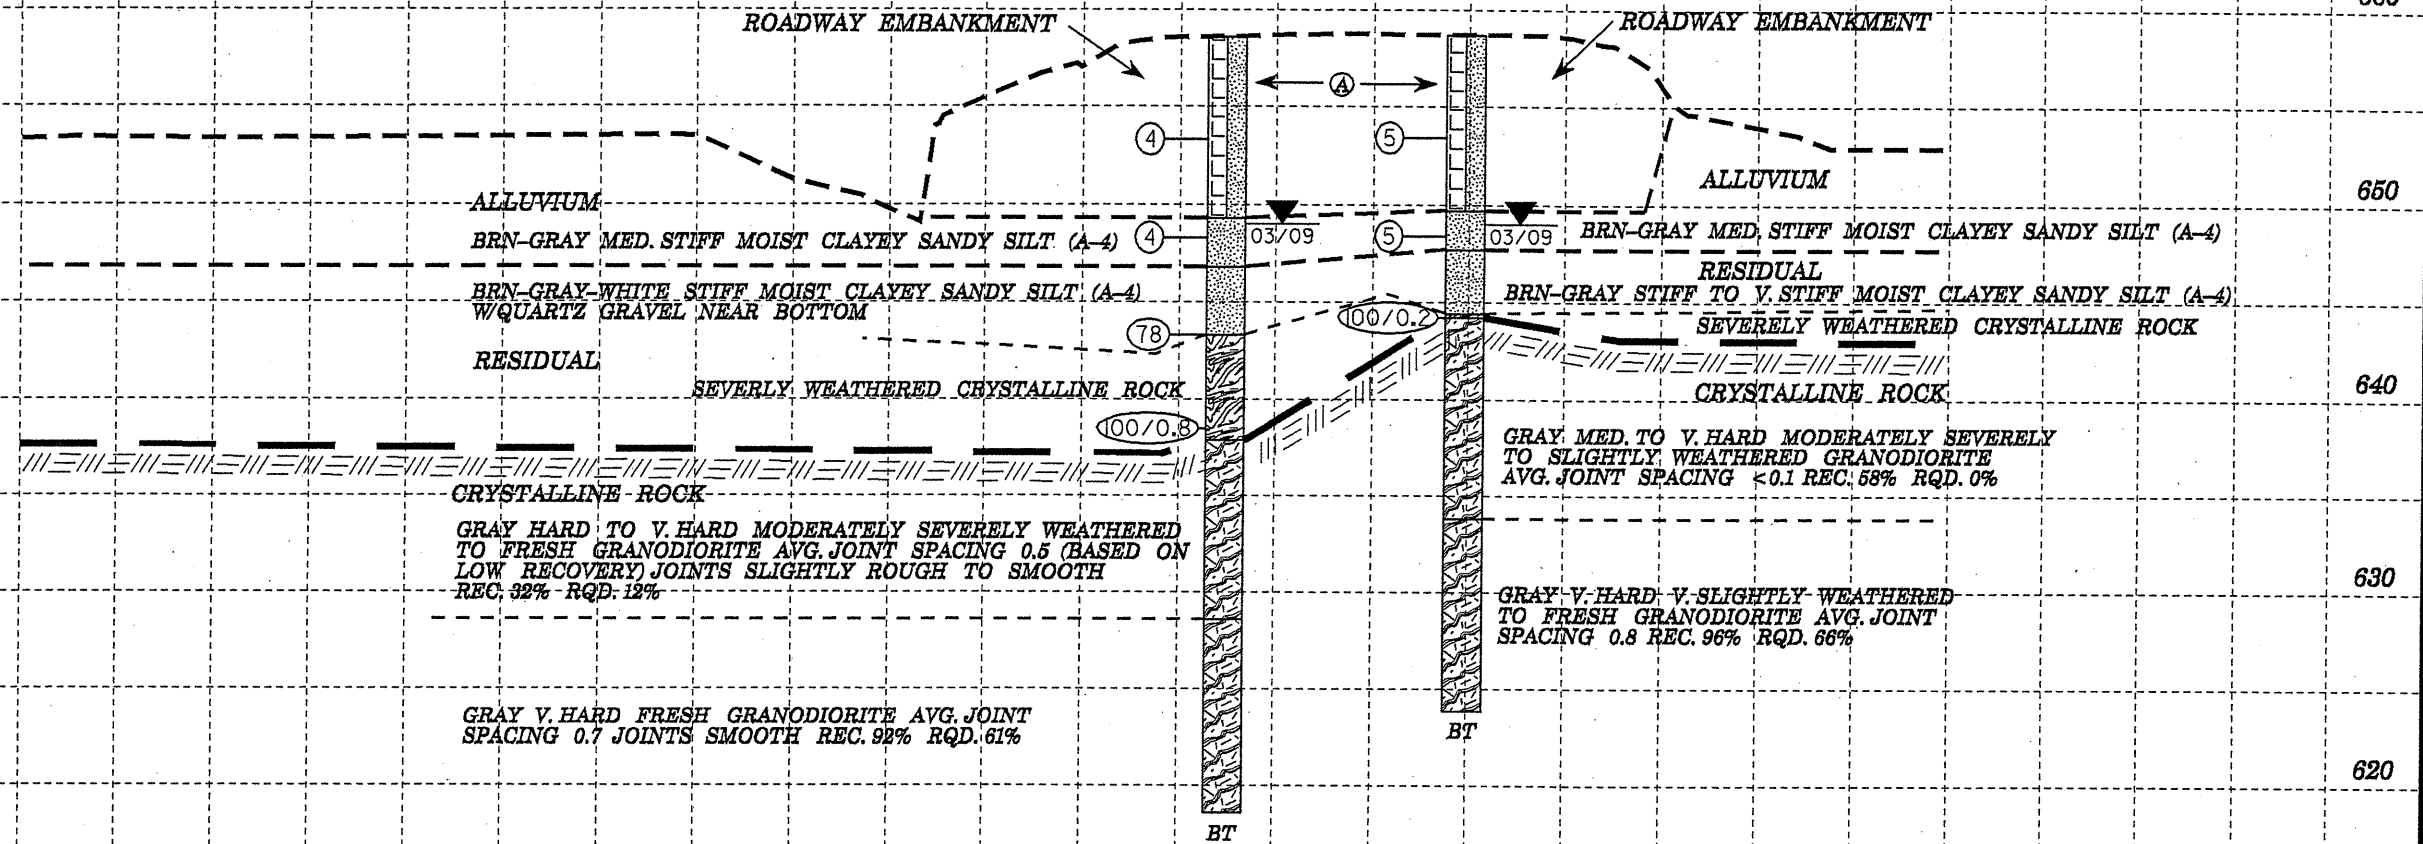 ROADWAY EMBANKMENT
ROADWAY EMBANKMENT
A
4
5
650
ALLUVIUM
ALLUVIUM
BRN-GRAY MED. STIFF MOIST CLAYEY SANDY SILT (A-4)
4
03/09
5
03/09
BRN-GRAY MED. STIFF MOIST CLAYEY SANDY SILT (A-4)
RESIDUAL
BRN-GRAY-WHITE STIFF MOIST CLAYEY SANDY SILT (A-4)
W/QUARTZ GRAVEL NEAR BOTTOM
BRN-GRAY STIFF TO V. STIFF MOIST CLAYEY SANDY SILT (A-4)
78
100/0.2
SEVERELY WEATHERED CRYSTALLINE ROCK
RESIDUAL
SEVERLY WEATHERED CRYSTALLINE ROCK
640
CRYSTALLINE ROCK
100/0.8
GRAY MED. TO V. HARD MODERATELY SEVERELY
TO SLIGHTLY WEATHERED GRANODIORITE
AVG. JOINT SPACING <0.1 REC. 58% RQD. 0%
CRYSTALLINE ROCK
GRAY HARD TO V. HARD MODERATELY SEVERELY WEATHERED
TO FRESH GRANODIORITE AVG. JOINT SPACING 0.5 (BASED ON
LOW RECOVERY) JOINTS SLIGHTLY ROUGH TO SMOOTH
REC. 32% RQD. 12%
630
GRAY V. HARD V. SLIGHTLY WEATHERED
TO FRESH GRANODIORITE AVG. JOINT
SPACING 0.8 REC. 96% RQD. 66%
GRAY V. HARD FRESH GRANODIORITE AVG. JOINT
SPACING 0.7 JOINTS SMOOTH REC. 92% RQD. 61%
BT
620
BT